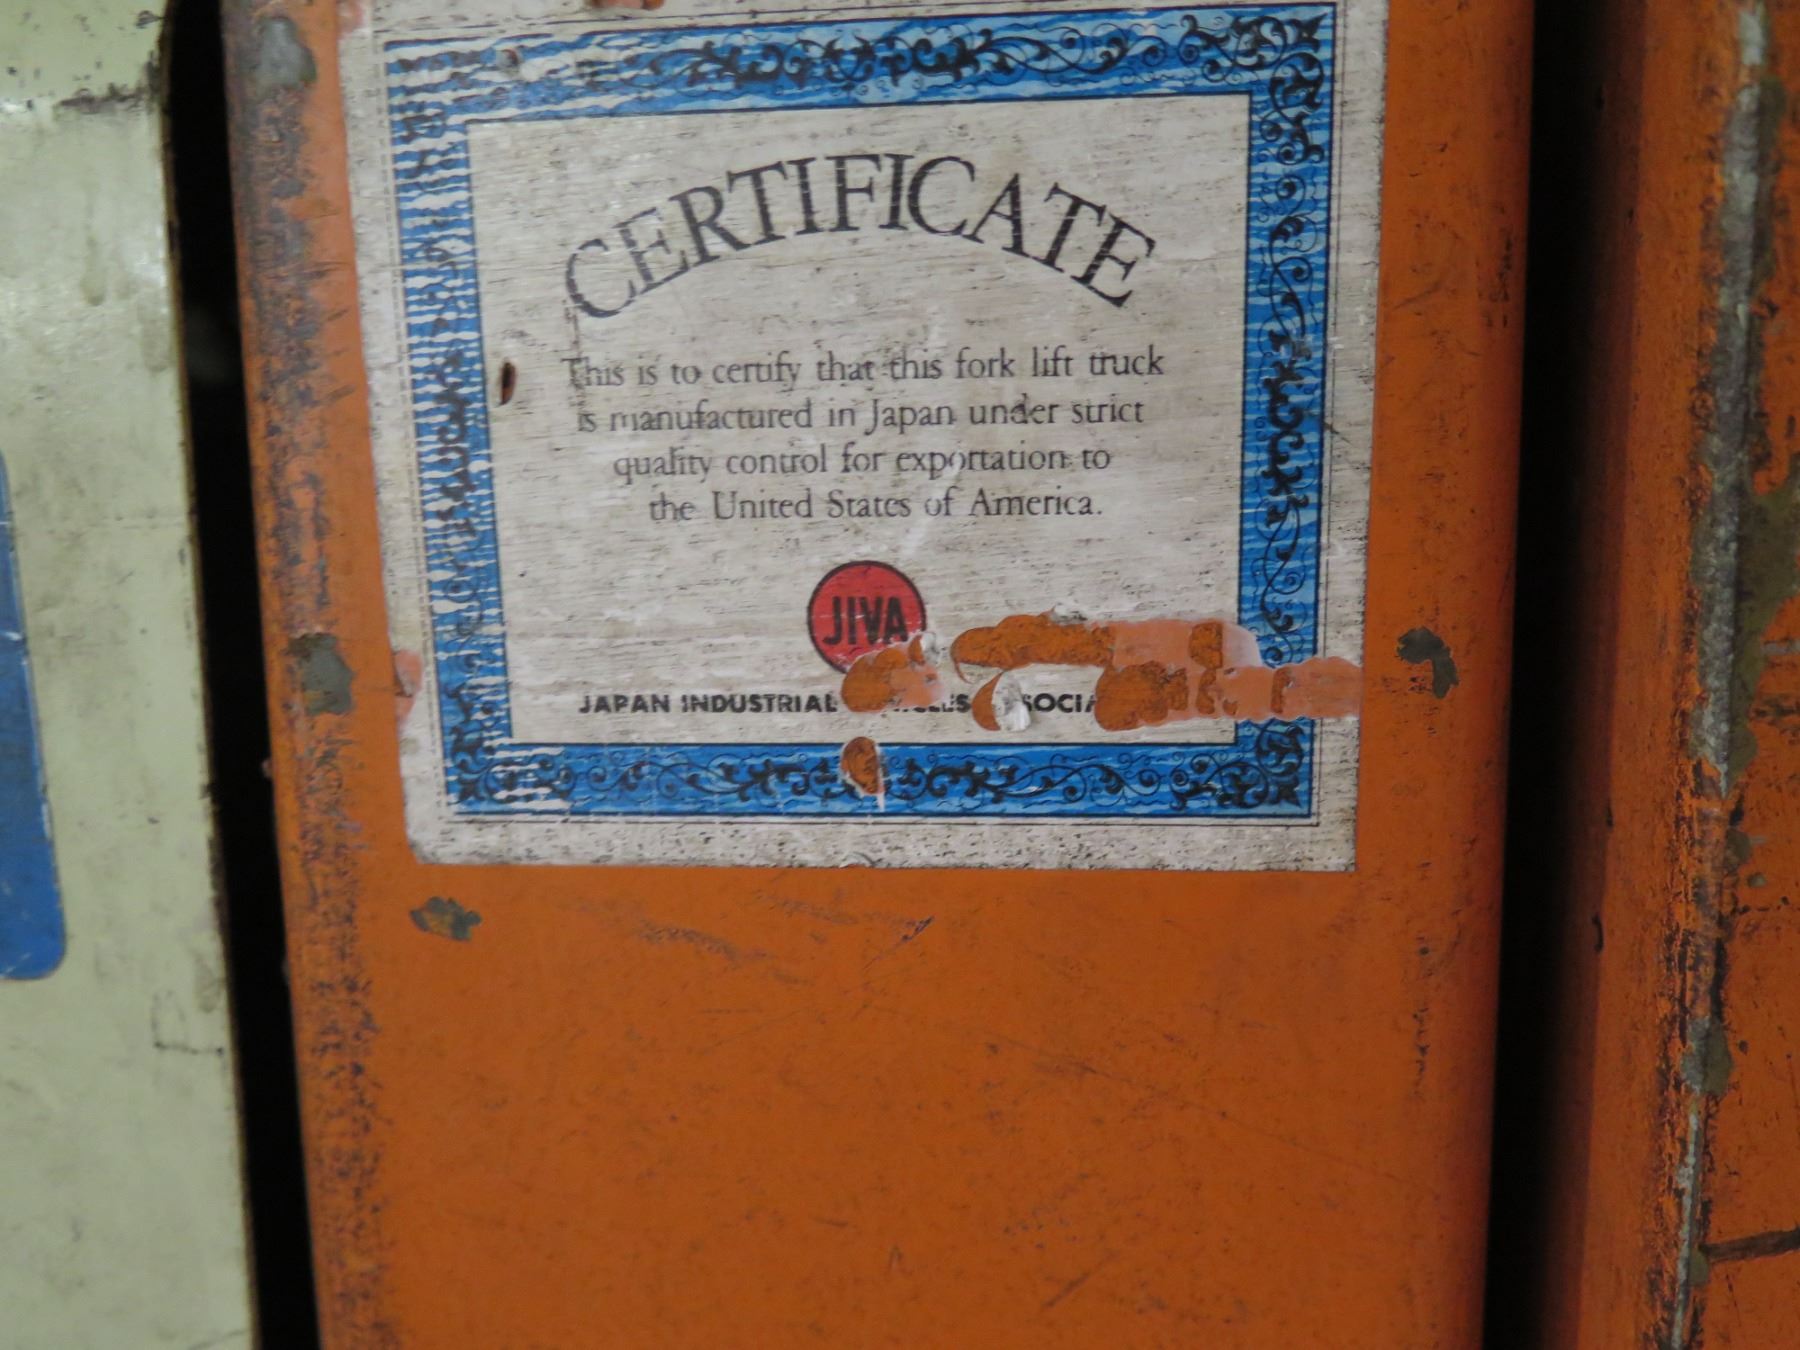 CERTIFICATE
This is to certify that this fork lift truck
is manufactured in Japan under strict
quality control for exportation to
the United States of America.
JIVA
JAPAN INDUSTRIAL